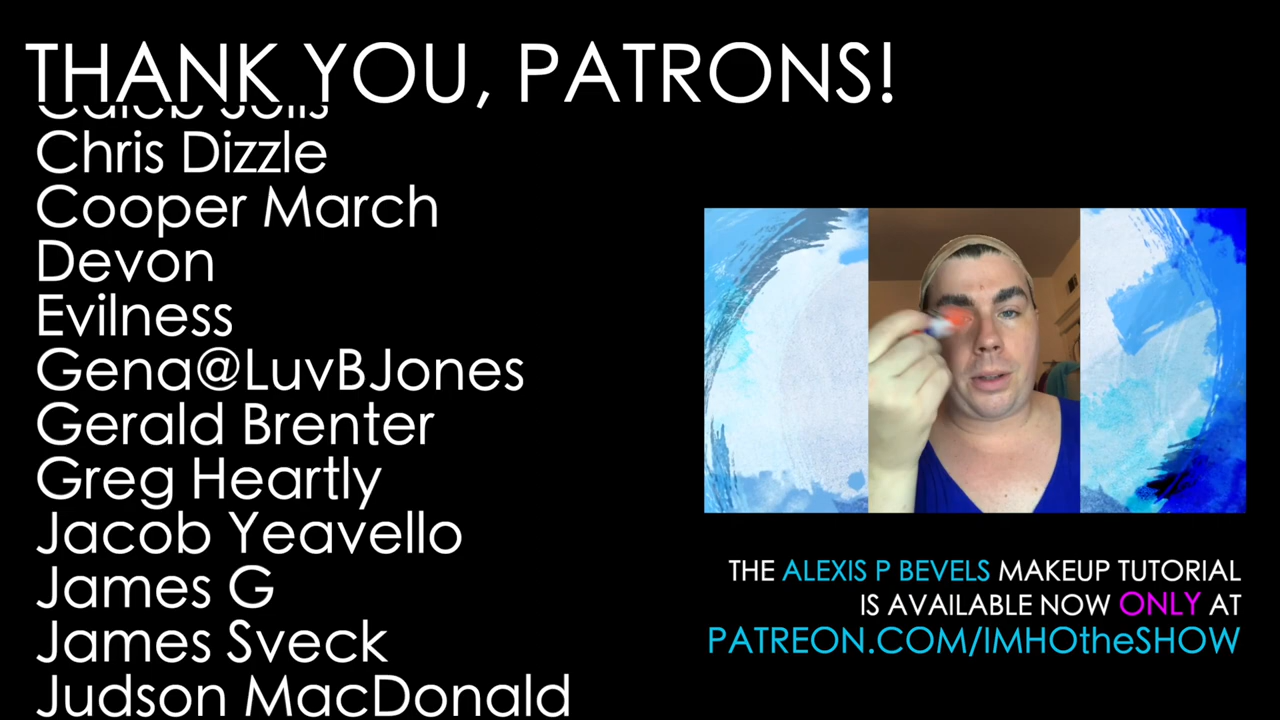 THANK YOU, PATRONS!
Chris Dizzle
Cooper March
Devon
Evilness
Gena@LuvBJones
Gerald Brenter
Greg Heartly
Jacob Yeavello
James G
James Sveck
Judson MacDonald
THE ALEXIS P BEVELS MAKEUP TUTORIAL
IS AVAILABLE NOW ONLY AT
PATREON.COM/IMHOtheSHOW